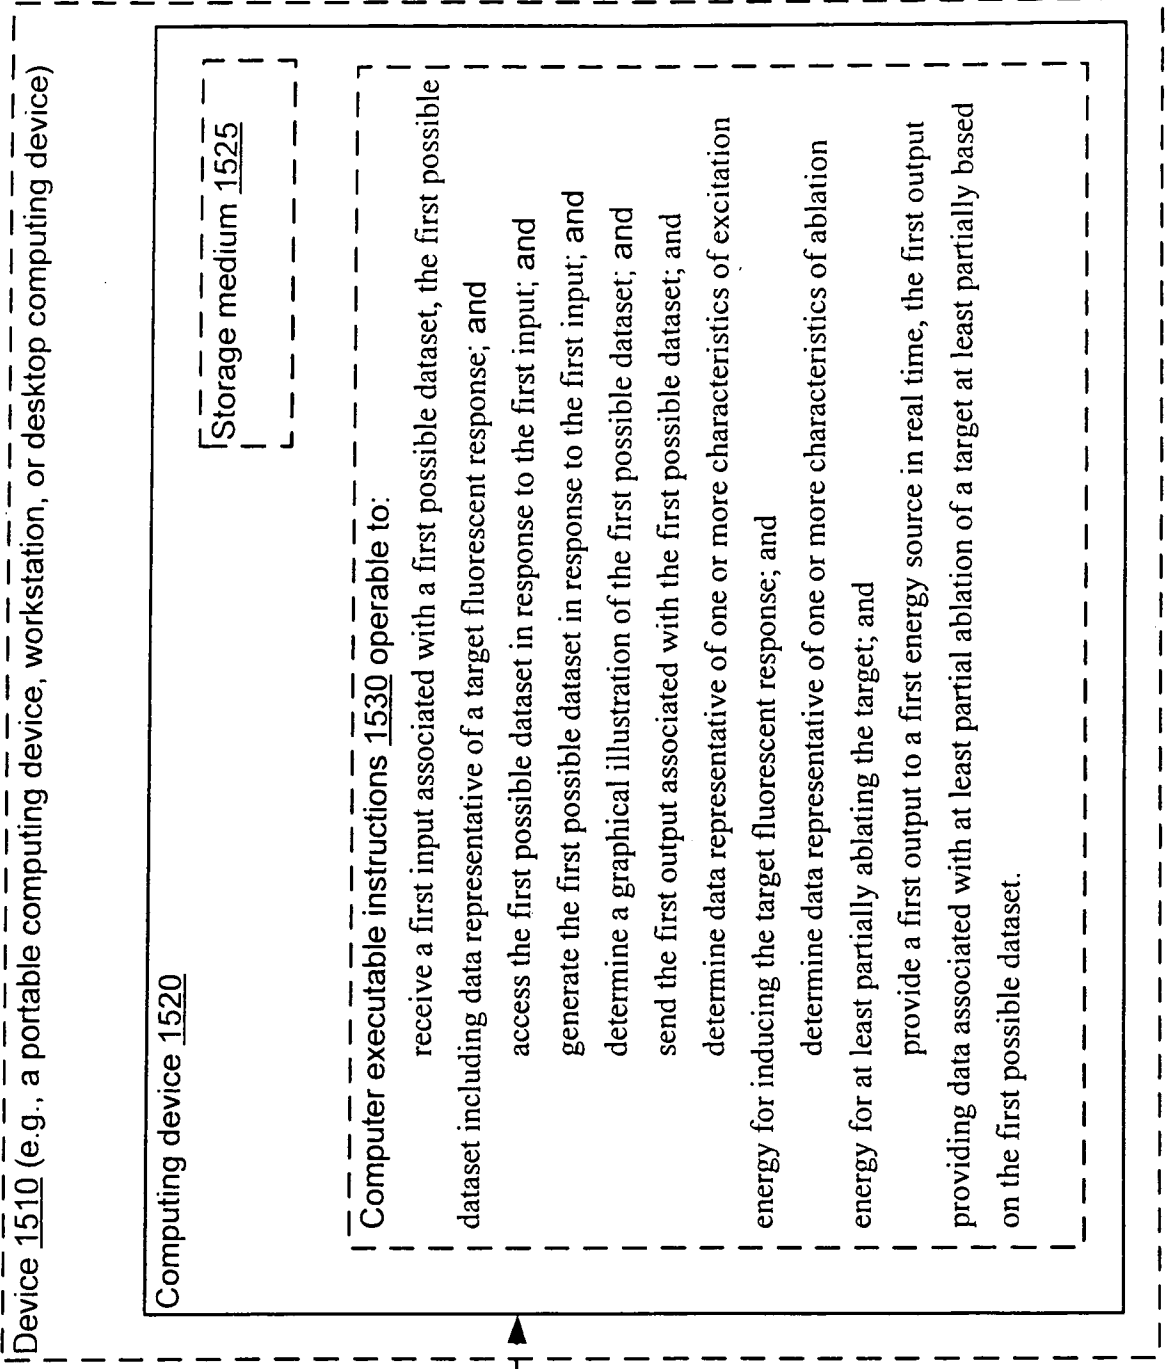 Device 1510 (e.g., a portable computing device, workstation, or desktop computing device)
Computing device 1520
Storage medium 1525
Computer executable instructions 1530 operable to:
receive a first input associated with a first possible dataset, the first possible
dataset including data representative of a target fluorescent response; and
access the first possible dataset in response to the first input; and
generate the first possible dataset in response to the first input; and
determine a graphical illustration of the first possible dataset; and
send the first output associated with the first possible dataset; and
determine data representative of one or more characteristics of excitation
energy for inducing the target fluorescent response; and
determine data representative of one or more characteristics of ablation
energy for at least partially ablating the target; and
provide a first output to a first energy source in real time, the first output
providing data associated with at least partial ablation of a target at least partially based
on the first possible dataset.